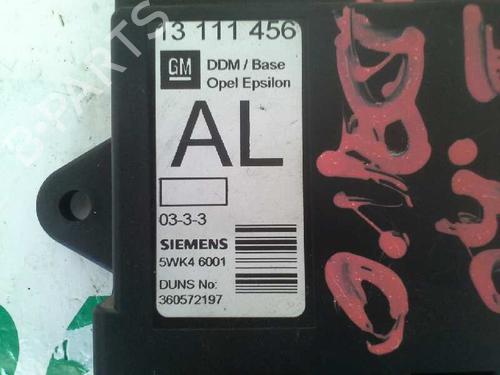 13 111 456
GM
DDM / Base
Opel Epsilon
AL
03-3-3
SIEMENS
5WK4 6001
DUNS No:
360572197
B-PARTS